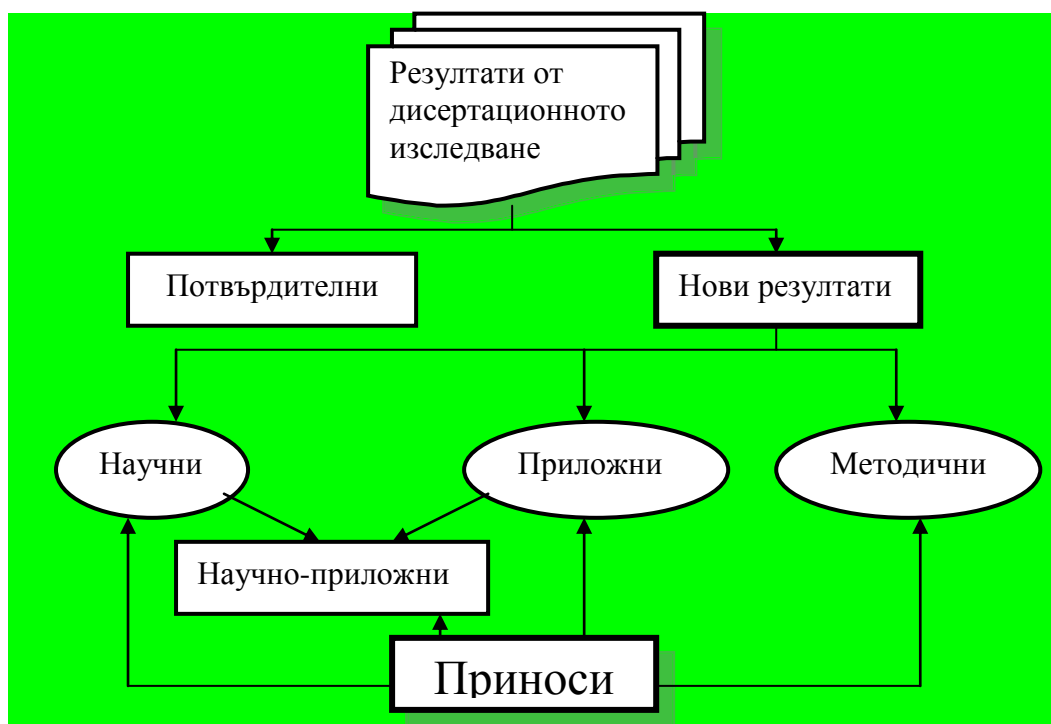 Резултати от
дисертационното
изследване
Потвърдителни
Нови резултати
Научни
Приложни
Методични
Научно-приложни
Приноси